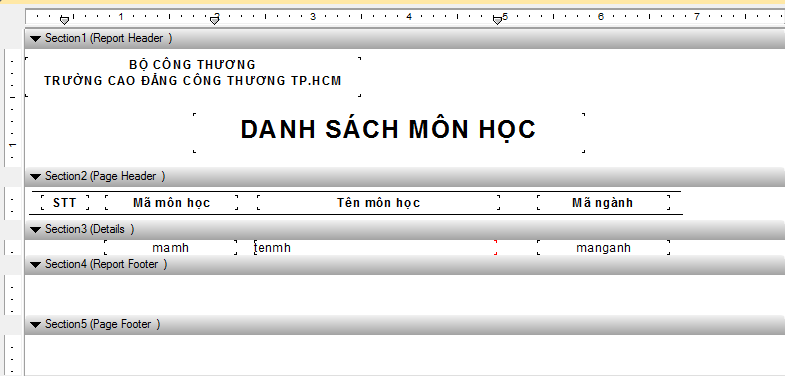 1 2 3 4 5 6 7
Section1 (Report Header )
BỘ CÔNG THƯƠNG
TRƯỜNG CAO ĐẲNG CÔNG THƯƠNG TP.HCM
DANH SÁCH MÔN HỌC
1
Section2 (Page Header )
STT Mã môn học Tên môn học Mã ngành
Section3 (Details )
mamh tenmh manganh
Section4 (Report Footer )
Section5 (Page Footer )